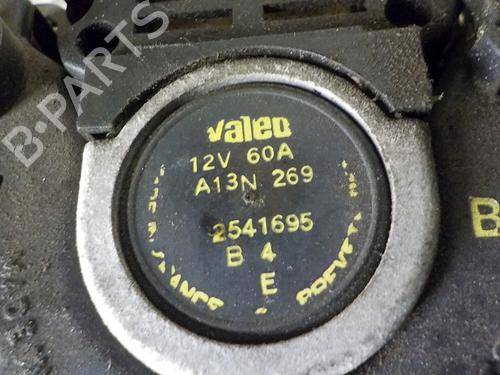 B-PARTS
valeo
12V 60A
A13N 269
2541695
B 4
E
B